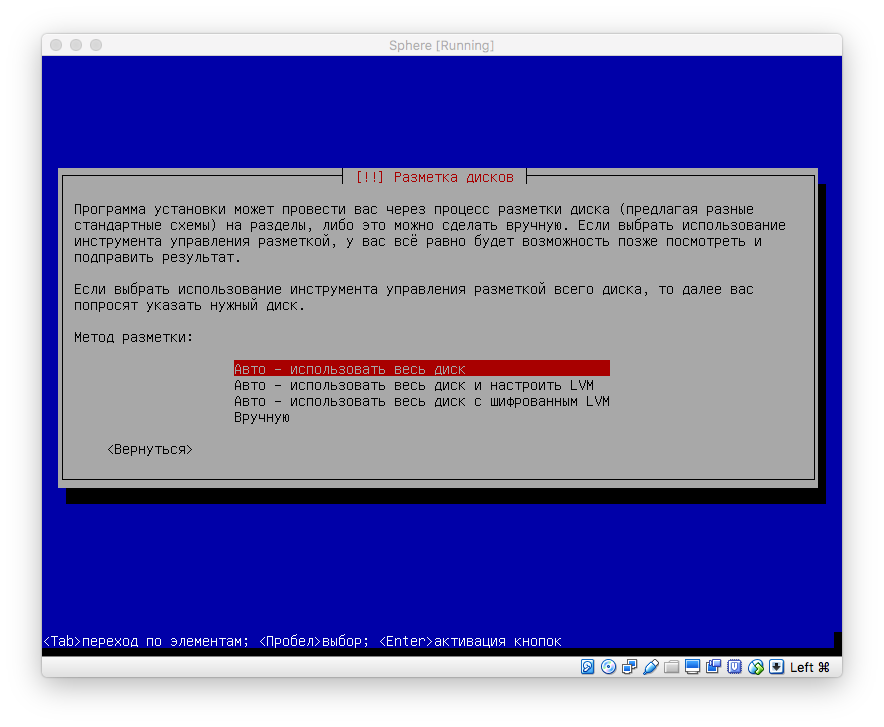 Sphere [Running]
[!!] Разметка дисков
Программа установки может провести вас через процесс разметки диска (предлагая разные
стандартные схемы) на разделы, либо это можно сделать вручную. Если выбрать использование
инструмента управления разметкой, у вас всё равно будет возможность позже посмотреть и
подправить результат.
Если выбрать использование инструмента управления разметкой всего диска, то далее вас
попросят указать нужный диск.
Метод разметки:
Авто - использовать весь диск
Авто - использовать весь диск и настроить LVM
Авто - использовать весь диск с шифрованным LVM
Вручную
<Вернуться>
<Tab>переход по элементам; <Пробел>выбор; <Enter>активация кнопок
Left ⌘